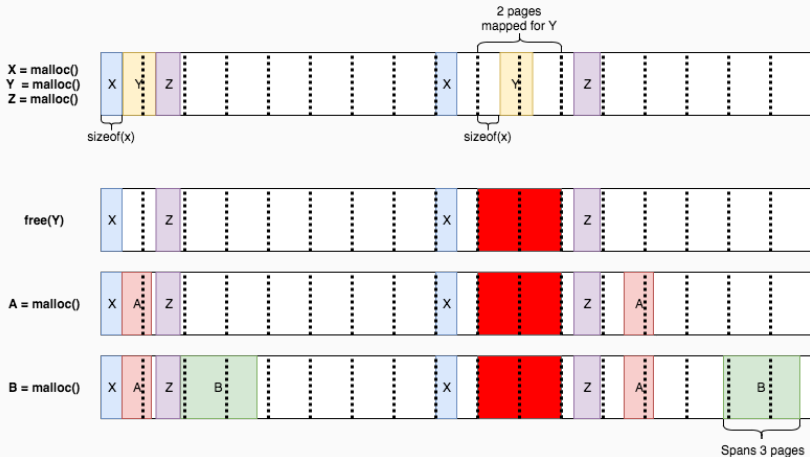 2 pages
mapped for Y
X = malloc()
Y = malloc()
Z = malloc()
X Y Z X Y Z
sizeof(x) sizeof(x)
free(Y)
X Z X Z
A = malloc()
X A Z X Z A
B = malloc()
X A Z B X Z A B
Spans 3 pages